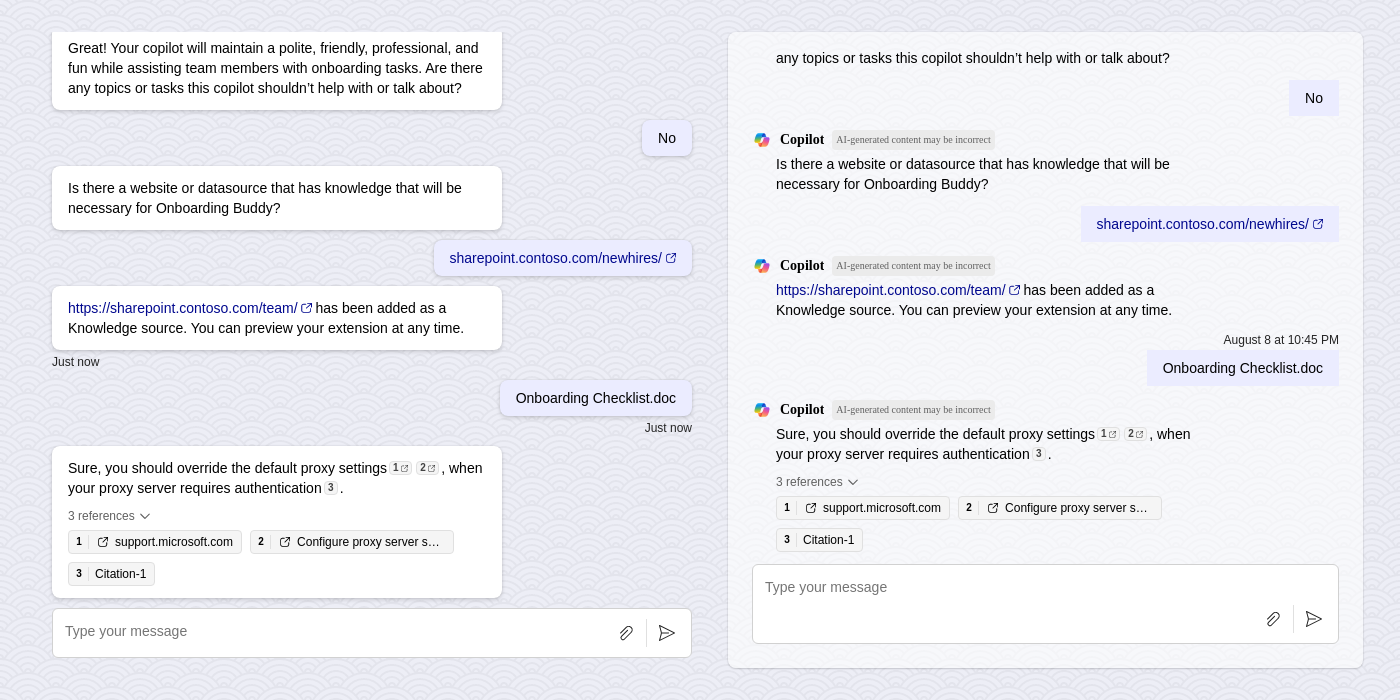 Great! Your copilot will maintain a polite, friendly, professional, and
fun while assisting team members with onboarding tasks. Are there
any topics or tasks this copilot shouldn’t help with or talk about?
No
Is there a website or datasource that has knowledge that will be
necessary for Onboarding Buddy?
sharepoint.contoso.com/newhires/
https://sharepoint.contoso.com/team/ has been added as a
Knowledge source. You can preview your extension at any time.
Just now
Onboarding Checklist.doc
Just now
Sure, you should override the default proxy settings 1 2 , when
your proxy server requires authentication 3 .
3 references
1 support.microsoft.com 2 Configure proxy server s…
3 Citation-1
Type your message
any topics or tasks this copilot shouldn’t help with or talk about?
No
Copilot AI-generated content may be incorrect
Is there a website or datasource that has knowledge that will be
necessary for Onboarding Buddy?
sharepoint.contoso.com/newhires/
Copilot AI-generated content may be incorrect
https://sharepoint.contoso.com/team/ has been added as a
Knowledge source. You can preview your extension at any time.
August 8 at 10:45 PM
Onboarding Checklist.doc
Copilot AI-generated content may be incorrect
Sure, you should override the default proxy settings 1 2 , when
your proxy server requires authentication 3 .
3 references
1 support.microsoft.com 2 Configure proxy server s…
3 Citation-1
Type your message